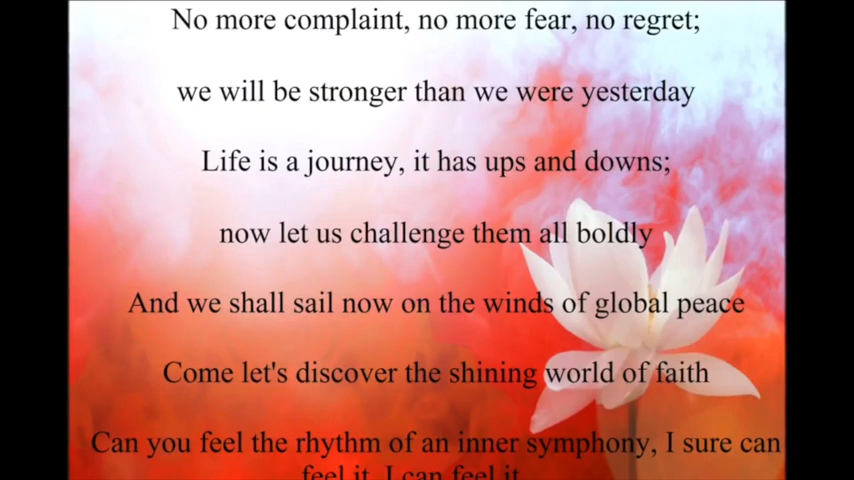 No more complaint, no more fear, no regret;
we will be stronger than we were yesterday
Life is a journey, it has ups and downs;
now let us challenge them all boldly
And we shall sail now on the winds of global peace
Come let's discover the shining world of faith
Can you feel the rhythm of an inner symphony, I sure can
feel it, I can feel it